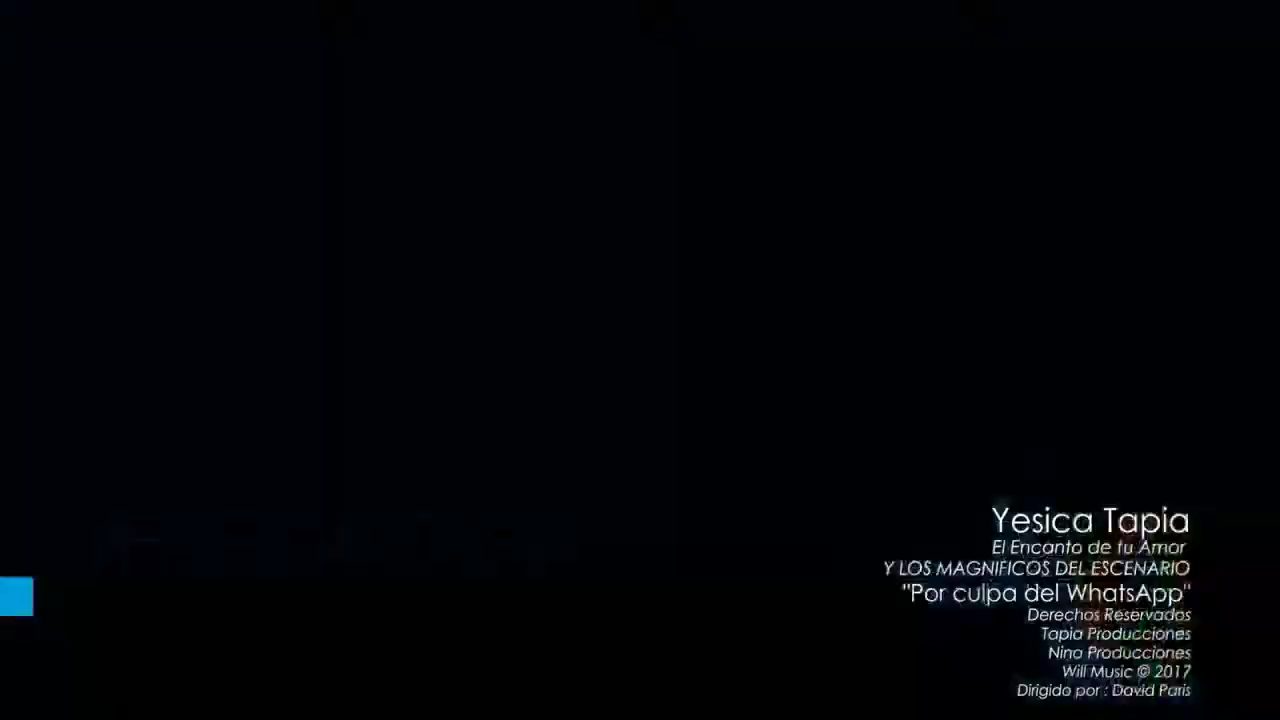 Yesica Tapia
El Encanto de tu Amor
Y LOS MAGNIFICOS DEL ESCENARIO
"Por culpa del WhatsApp"
Derechos Reservados
Tapia Producciones
Nino Producciones
Will Music © 2017
Dirigido por : David Paris